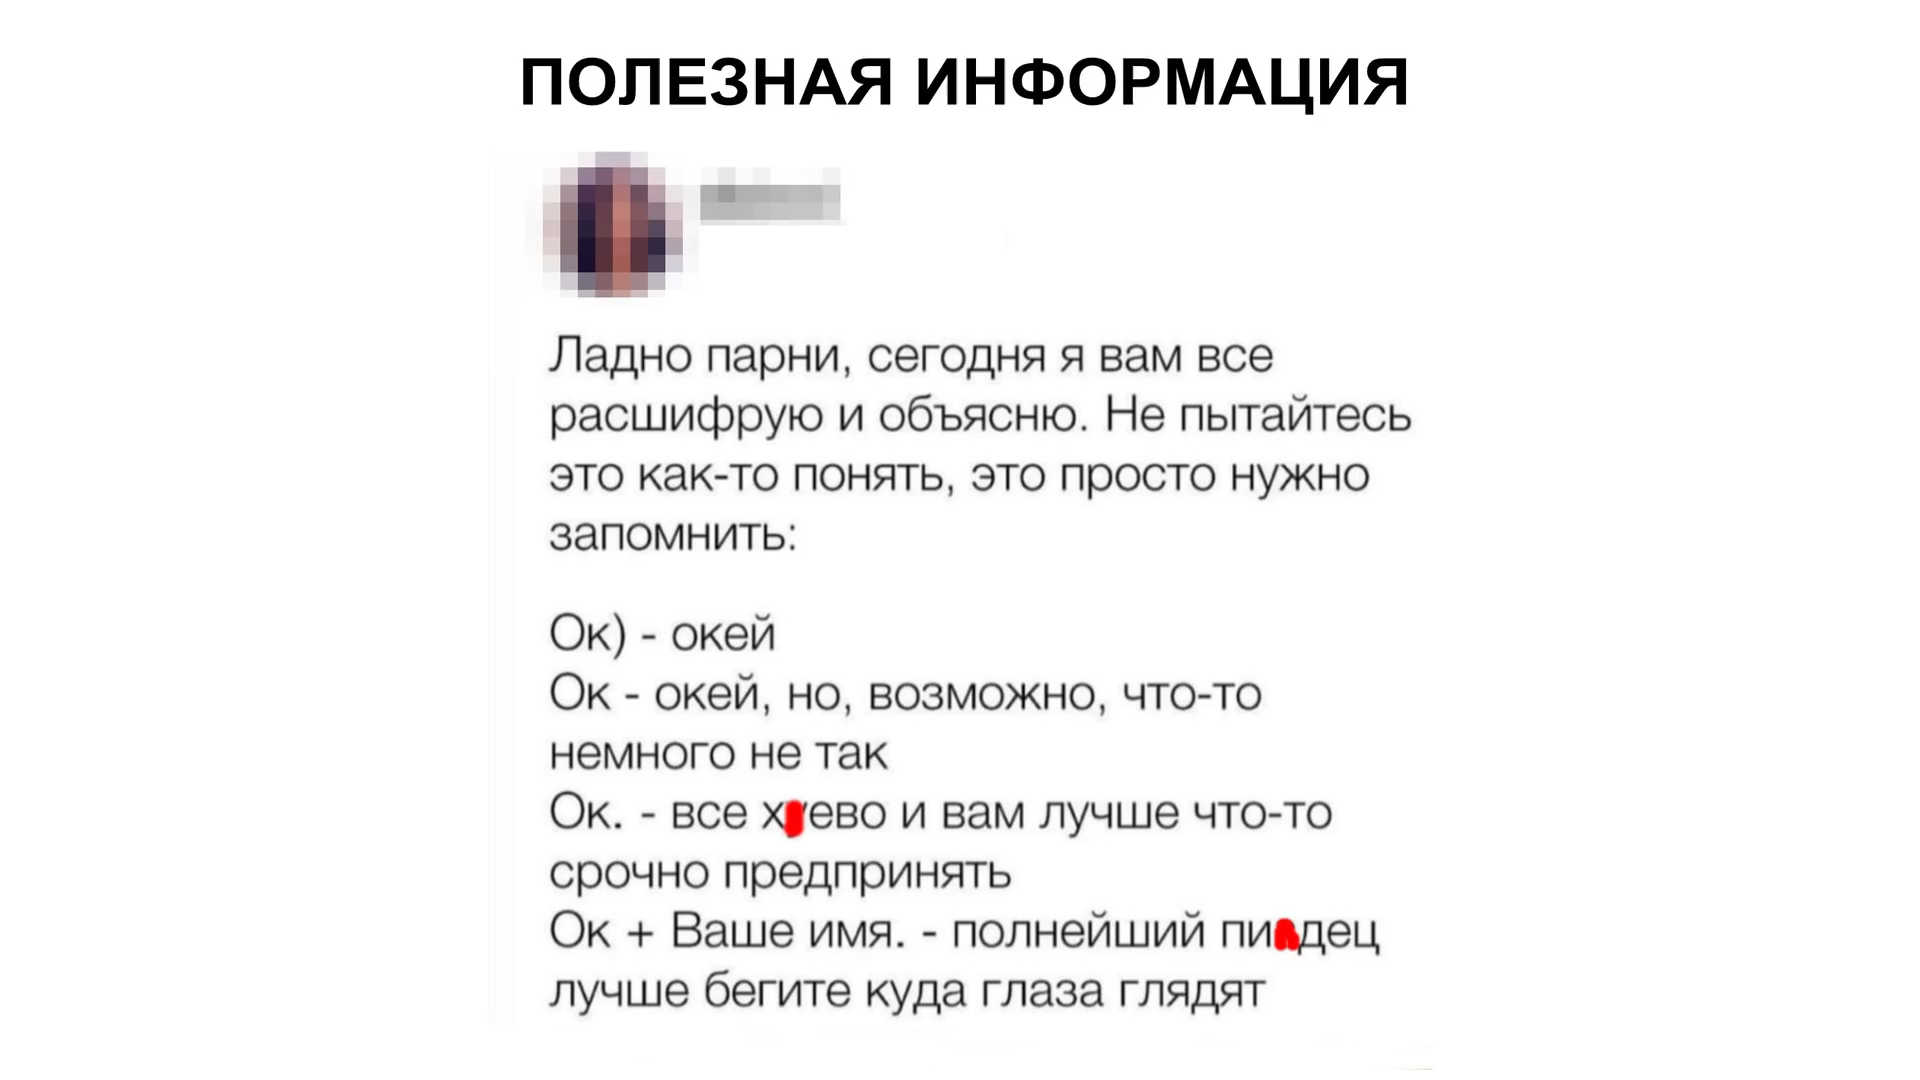 ПОЛЕЗНАЯ ИНФОРМАЦИЯ
Ладно парни, сегодня я вам все
расшифрую и объясню. Не пытайтесь
это как-то понять, это просто нужно
запомнить:
Ок) - окей
Ок - окей, но, возможно, что-то
немного не так
Ок. - все и вам лучше что-то
срочно предпринять
Ок + Ваше имя. - полнейший
лучше бегите куда глаза глядят